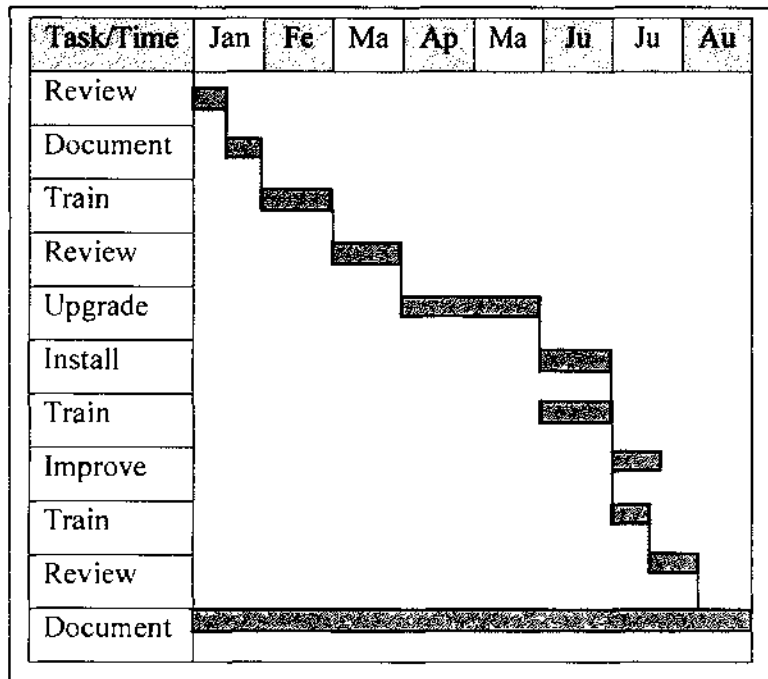 Task/Time Jan Fe Ma Ap Ma Ju Ju Au
Review
Document
Train
Review
Upgrade
Install
Train
Improve
Train
Review
Document